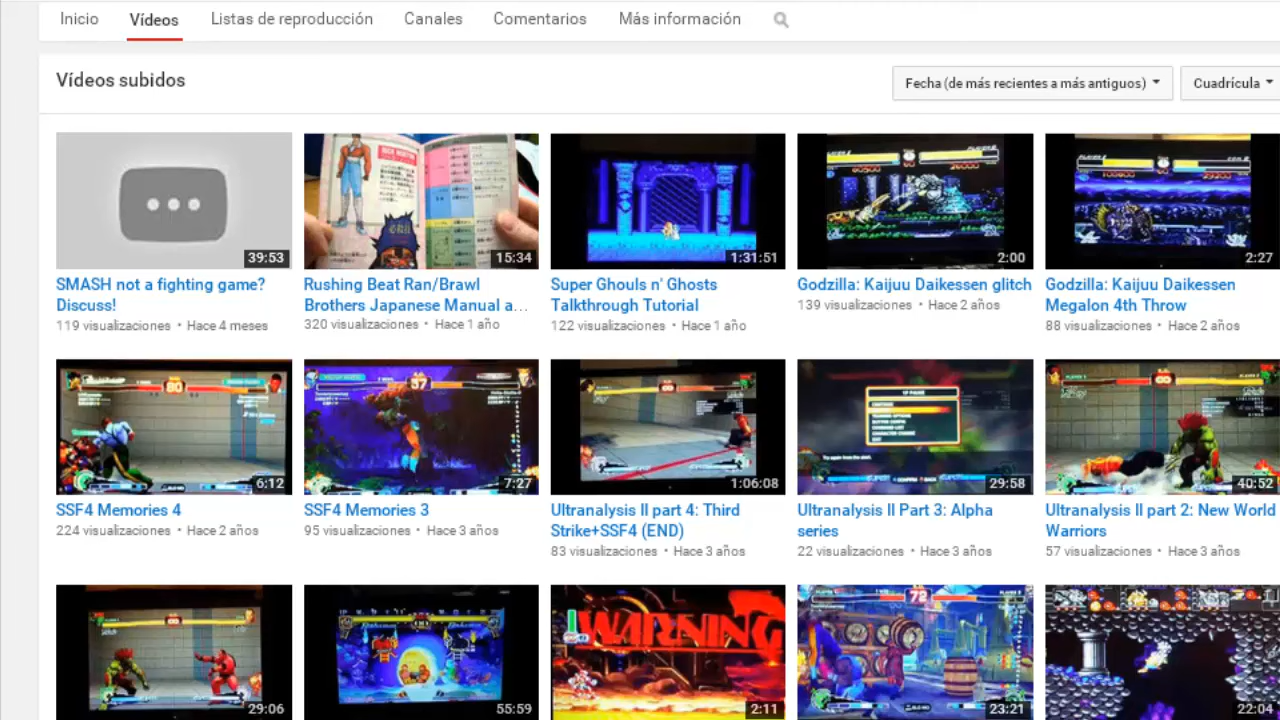 Inicio Vídeos Listas de reproducción Canales Comentarios Más información
Vídeos subidos
Fecha (de más recientes a más antiguos) Cuadrícula
39:53 15:34 1:31:51 2:00 2:27
SMASH not a fighting game? Rushing Beat Ran/Brawl Super Ghouls n' Ghosts Godzilla: Kaijuu Daikessen glitch Godzilla: Kaijuu Daikessen
Discuss! Brothers Japanese Manual a... Talkthrough Tutorial 139 visualizaciones • Hace 2 años Megalon 4th Throw
119 visualizaciones • Hace 4 meses 320 visualizaciones • Hace 1 año 122 visualizaciones • Hace 1 año 88 visualizaciones • Hace 2 años
6:12 7:27 1:06:08 29:58 40:52
SSF4 Memories 4 SSF4 Memories 3 Ultranalysis II part 4: Third Ultranalysis II Part 3: Alpha Ultranalysis II part 2: New World
224 visualizaciones • Hace 2 años 95 visualizaciones • Hace 3 años Strike+SSF4 (END) series Warriors
83 visualizaciones • Hace 3 años 22 visualizaciones • Hace 3 años 57 visualizaciones • Hace 3 años
WARNING
72
29:06 55:59 2:11 23:21 22:04